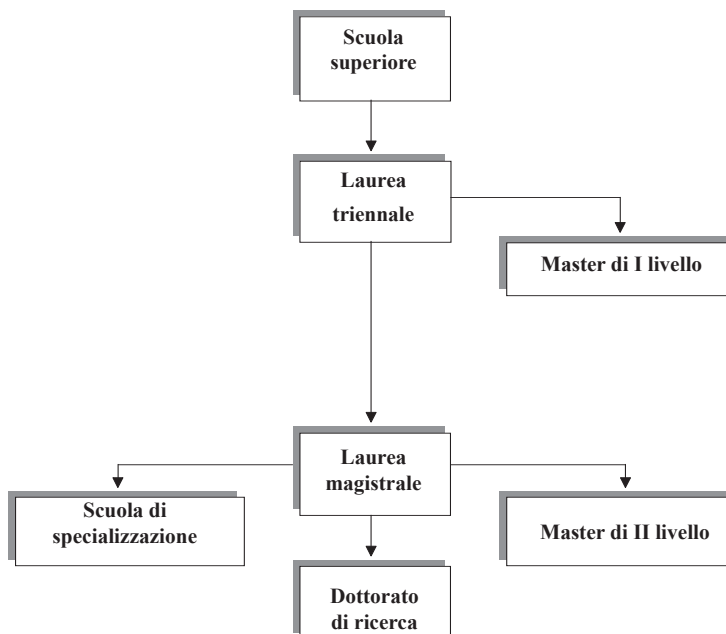 Scuola
superiore
Laurea
triennale
Master di I livello
Laurea
magistrale
Scuola di
specializzazione
Master di II livello
Dottorato
di ricerca